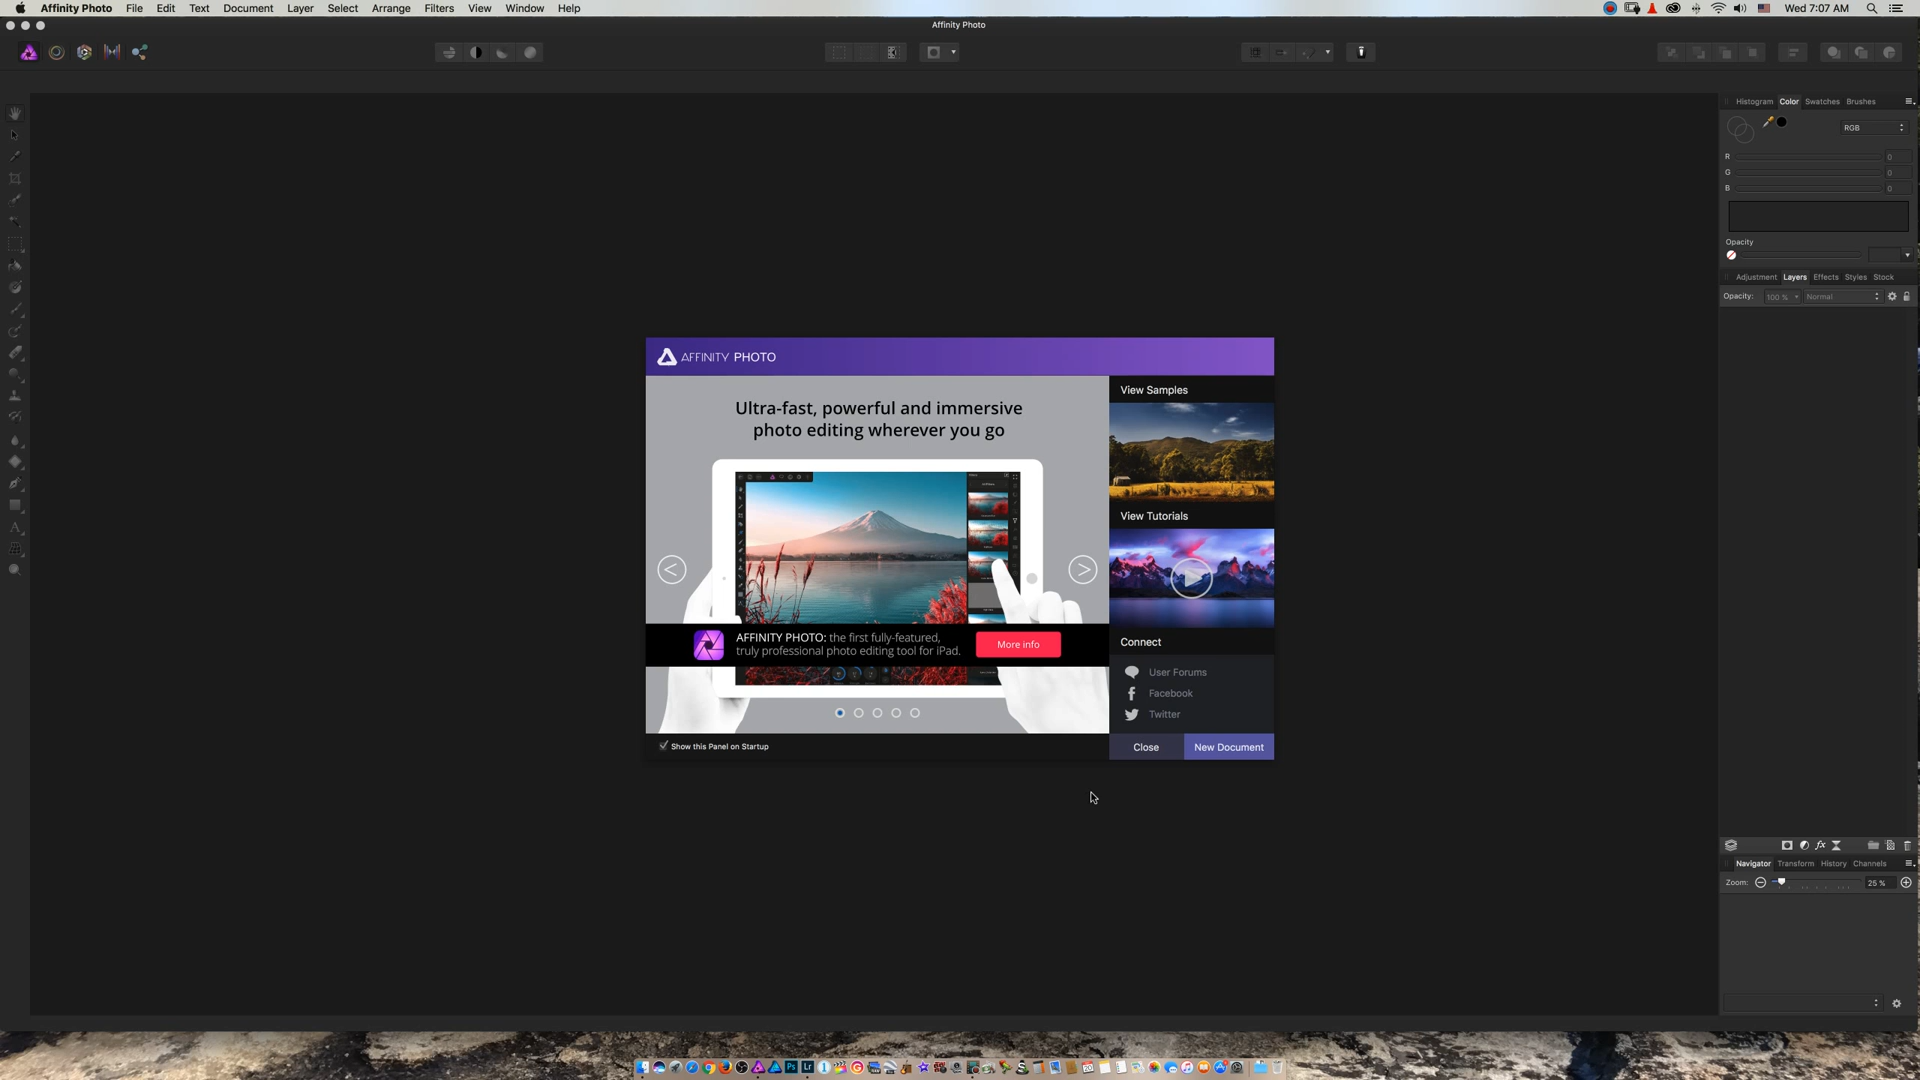 Affinity Photo File Edit Text Document Layer Select Arrange Filters View Window Help Wed 7:07 AM
Affinity Photo
Histogram Color Swatches Brushes
RGB
R 0
G 0
B 0
Opacity
Adjustment Layers Effects Styles Stock
Opacity: 100 % Normal
AFFINITY PHOTO
Ultra-fast, powerful and immersive
photo editing wherever you go
AFFINITY PHOTO: the first fully-featured,
truly professional photo editing tool for iPad.
More info
Show this Panel on Startup
View Samples
View Tutorials
Connect
User Forums
Facebook
Twitter
Close New Document
Navigator Transform History Channels
Zoom: 25 %